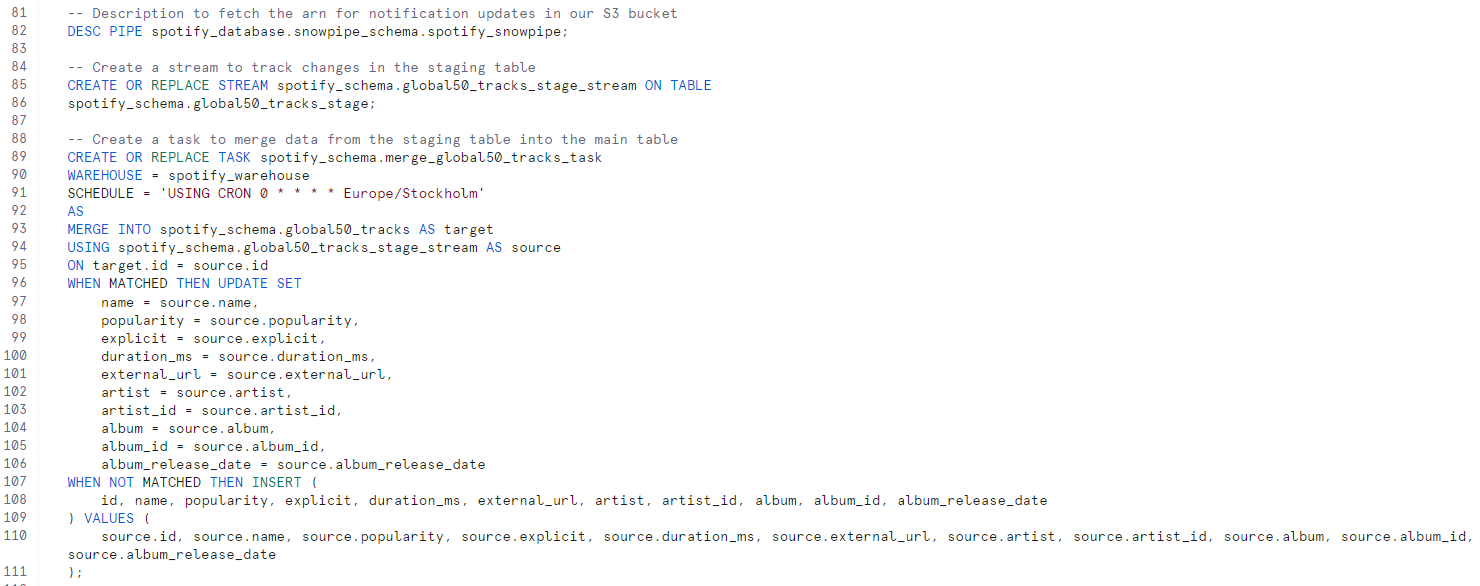 81 -- Description to fetch the arn for notification updates in our S3 bucket
82 DESC PIPE spotify_database.snowpipe_schema.spotify_snowpipe;
83
84 -- Create a stream to track changes in the staging table
85 CREATE OR REPLACE STREAM spotify_schema.global50_tracks_stage_stream ON TABLE
86 spotify_schema.global50_tracks_stage;
87
88 -- Create a task to merge data from the staging table into the main table
89 CREATE OR REPLACE TASK spotify_schema.merge_global50_tracks_task
90 WAREHOUSE = spotify_warehouse
91 SCHEDULE = 'USING CRON 0 * * * * Europe/Stockholm'
92 AS
93 MERGE INTO spotify_schema.global50_tracks AS target
94 USING spotify_schema.global50_tracks_stage_stream AS source
95 ON target.id = source.id
96 WHEN MATCHED THEN UPDATE SET
97 name = source.name,
98 popularity = source.popularity,
99 explicit = source.explicit,
100 duration_ms = source.duration_ms,
101 external_url = source.external_url,
102 artist = source.artist,
103 artist_id = source.artist_id,
104 album = source.album,
105 album_id = source.album_id,
106 album_release_date = source.album_release_date
107 WHEN NOT MATCHED THEN INSERT (
108 id, name, popularity, explicit, duration_ms, external_url, artist, artist_id, album, album_id, album_release_date
109 ) VALUES (
110 source.id, source.name, source.popularity, source.explicit, source.duration_ms, source.external_url, source.artist, source.artist_id, source.album, source.album_id,
source.album_release_date
111 );